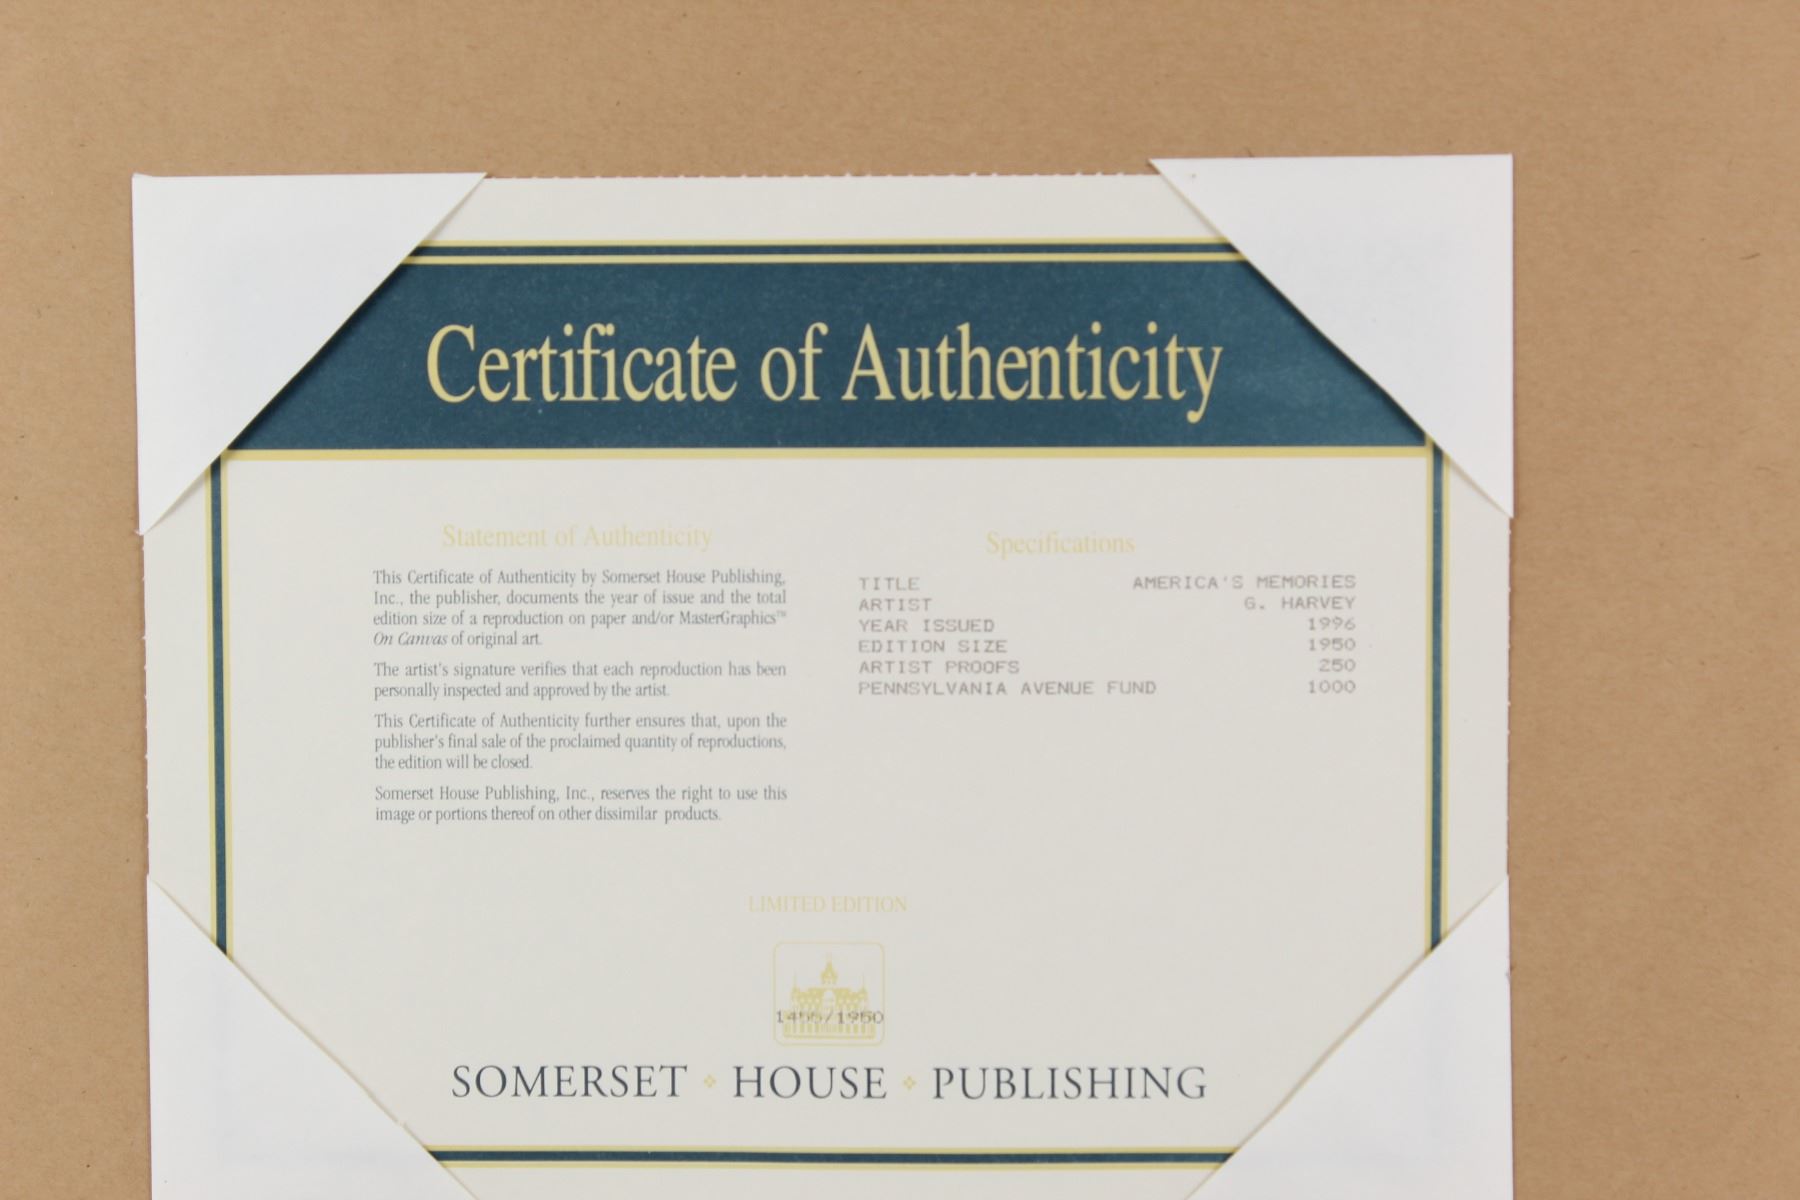 Certificate of Authenticity
Statement of Authenticity
This Certificate of Authenticity by Somerset House Publishing,
Inc., the publisher, documents the year of issue and the total
edition size of a reproduction on paper and/or MasterGraphics™
On Canvas of original art.
The artist's signature verifies that each reproduction has been
personally inspected and approved by the artist.
This Certificate of Authenticity further ensures that, upon the
publisher's final sale of the proclaimed quantity of reproductions,
the edition will be closed.
Somerset House Publishing, Inc., reserves the right to use this
image or portions thereof on other dissimilar products.
Specifications
TITLE AMERICA'S MEMORIES
ARTIST G. HARVEY
YEAR ISSUED 1996
EDITION SIZE 1950
ARTIST PROOFS 250
PENNSYLVANIA AVENUE FUND 1000
LIMITED EDITION
1455/1950
SOMERSET HOUSE PUBLISHING